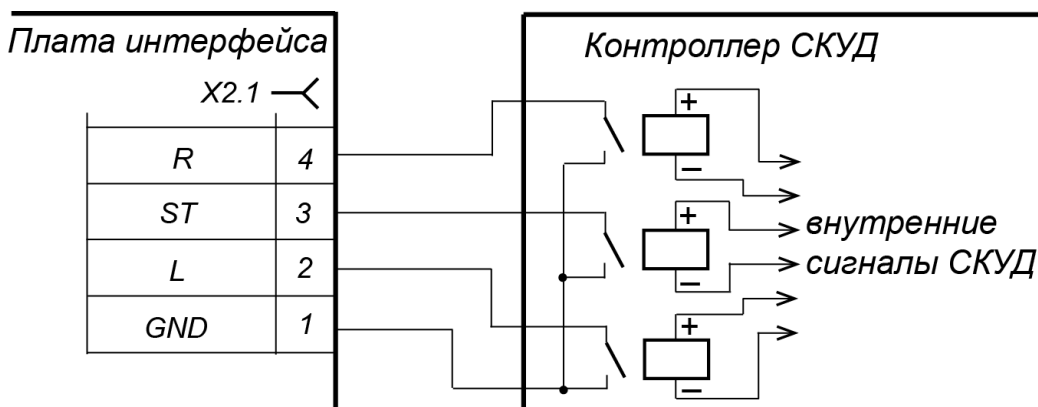 Плата интерфейса
Контроллер СКУД
X2.1
R 4
ST 3
L 2
GND 1
+
−
+
−
+
−
внутренние
сигналы СКУД